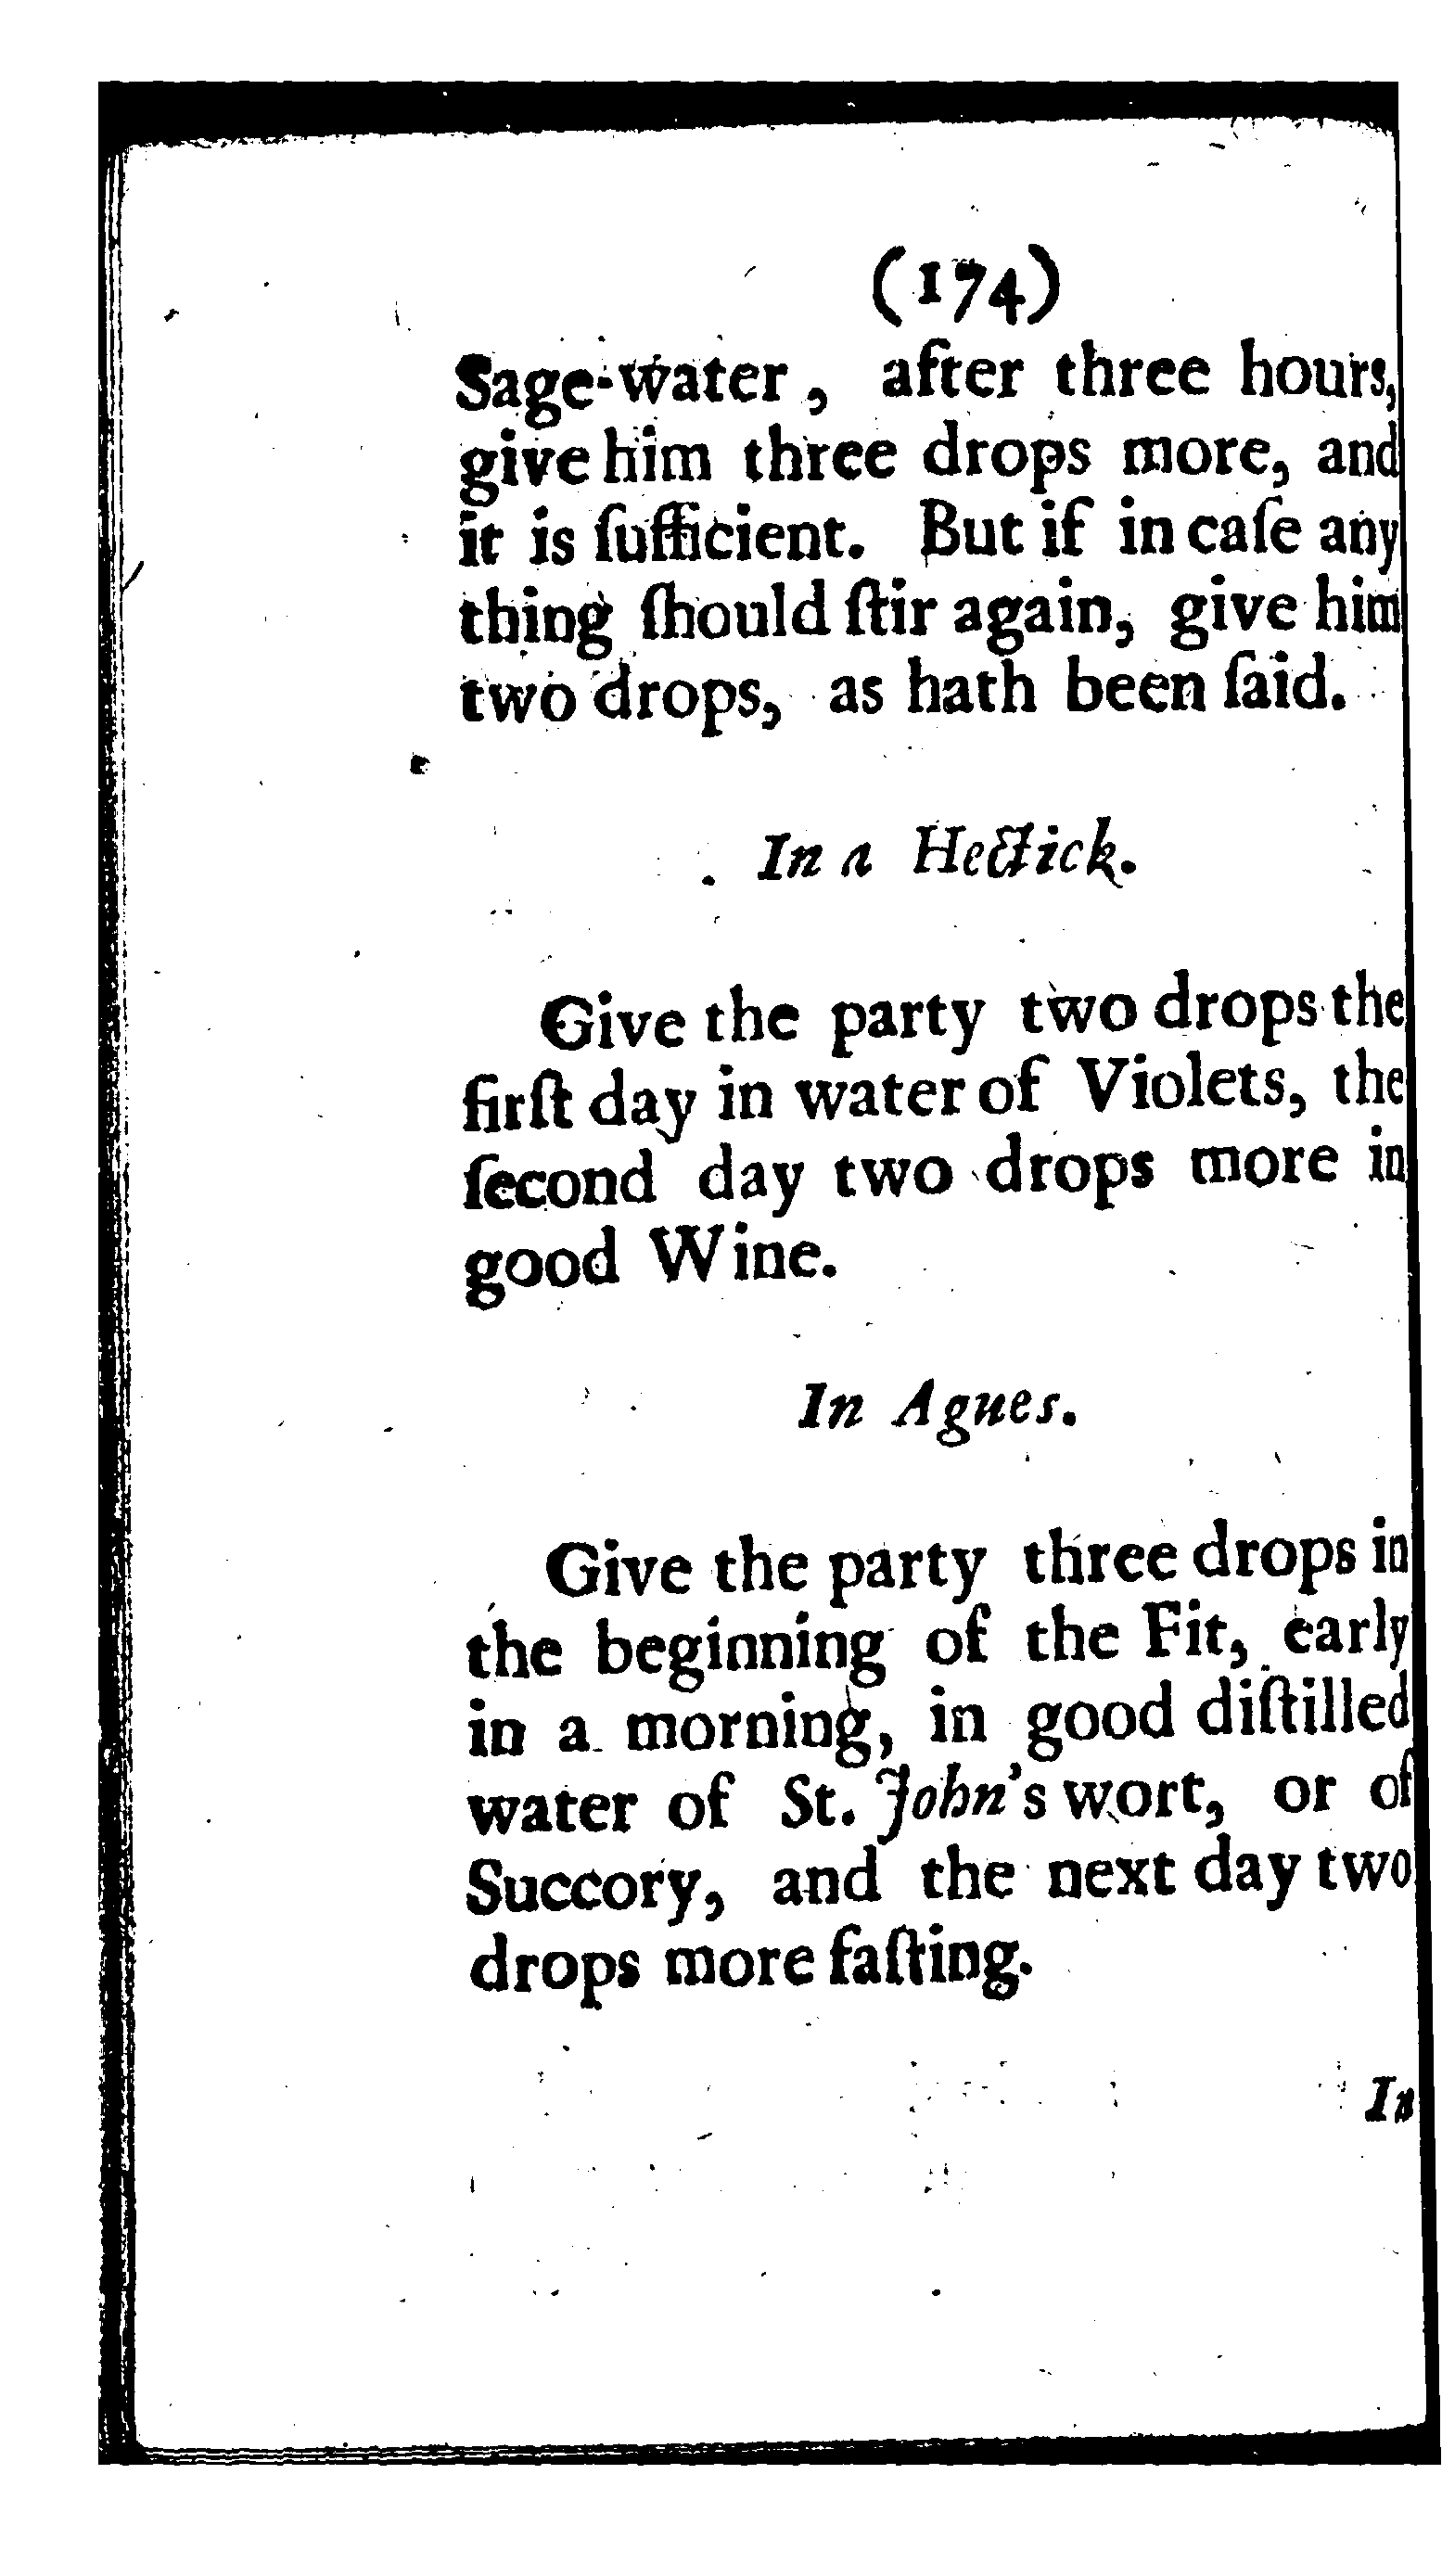 (174)
Sage-water, after three hours,
give him three drops more, and
it is ſufficient. But if in caſe any
thing ſhould ſtir again, give him
two drops, as hath been ſaid.
In a Hectick.
Give the party two drops the
firſt day in water of Violets, the
ſecond day two drops more in
good Wine.
In Agues.
Give the party three drops in
the beginning of the Fit, early
in a morning, in good diſtilled
water of St. John's wort, or of
Succory, and the next day two
drops more faſting.
In